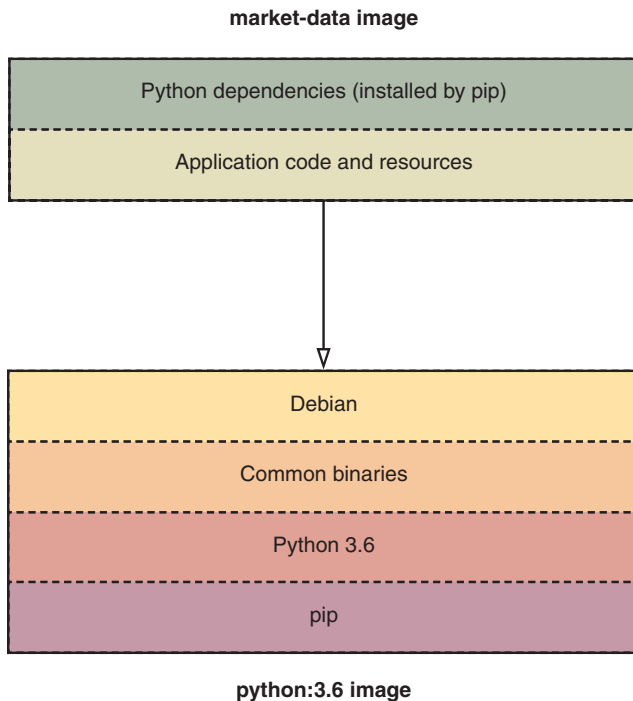 market-data image
Python dependencies (installed by pip)
Application code and resources
Debian
Common binaries
Python 3.6
pip
python:3.6 image